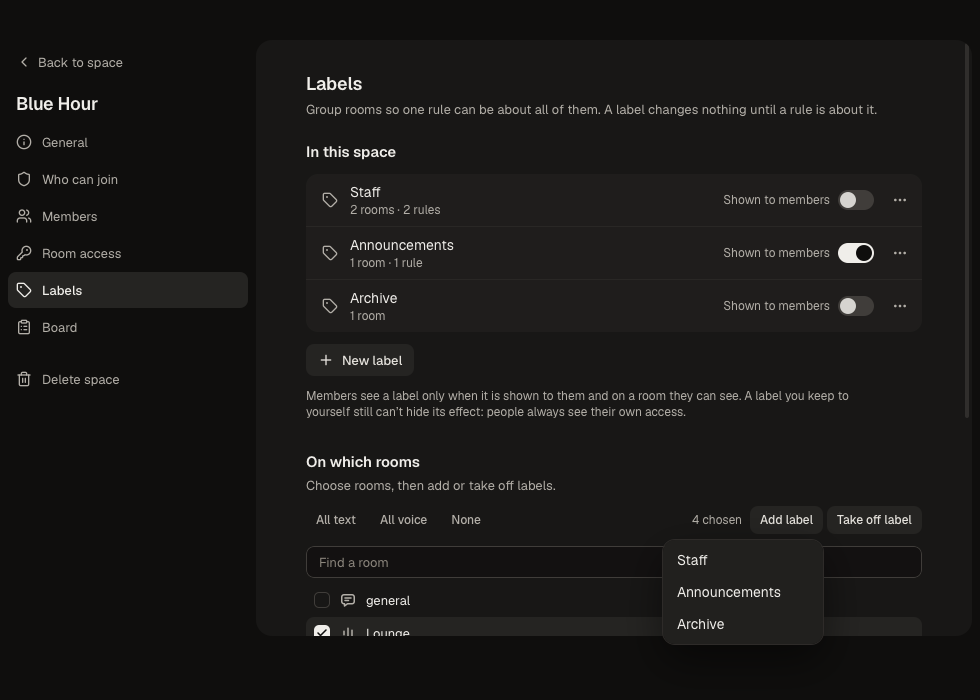 Back to space
Blue Hour
General
Who can join
Members
Room access
Labels
Board
Delete space
Labels
Group rooms so one rule can be about all of them. A label changes nothing until a rule is about it.
In this space
Staff
2 rooms · 2 rules
Shown to members
Announcements
1 room · 1 rule
Shown to members
Archive
1 room
Shown to members
New label
Members see a label only when it is shown to them and on a room they can see. A label you keep to
yourself still can’t hide its effect: people always see their own access.
On which rooms
Choose rooms, then add or take off labels.
All text All voice None 4 chosen Add label Take off label
Find a room
Staff
Announcements
Archive
general
Lounge